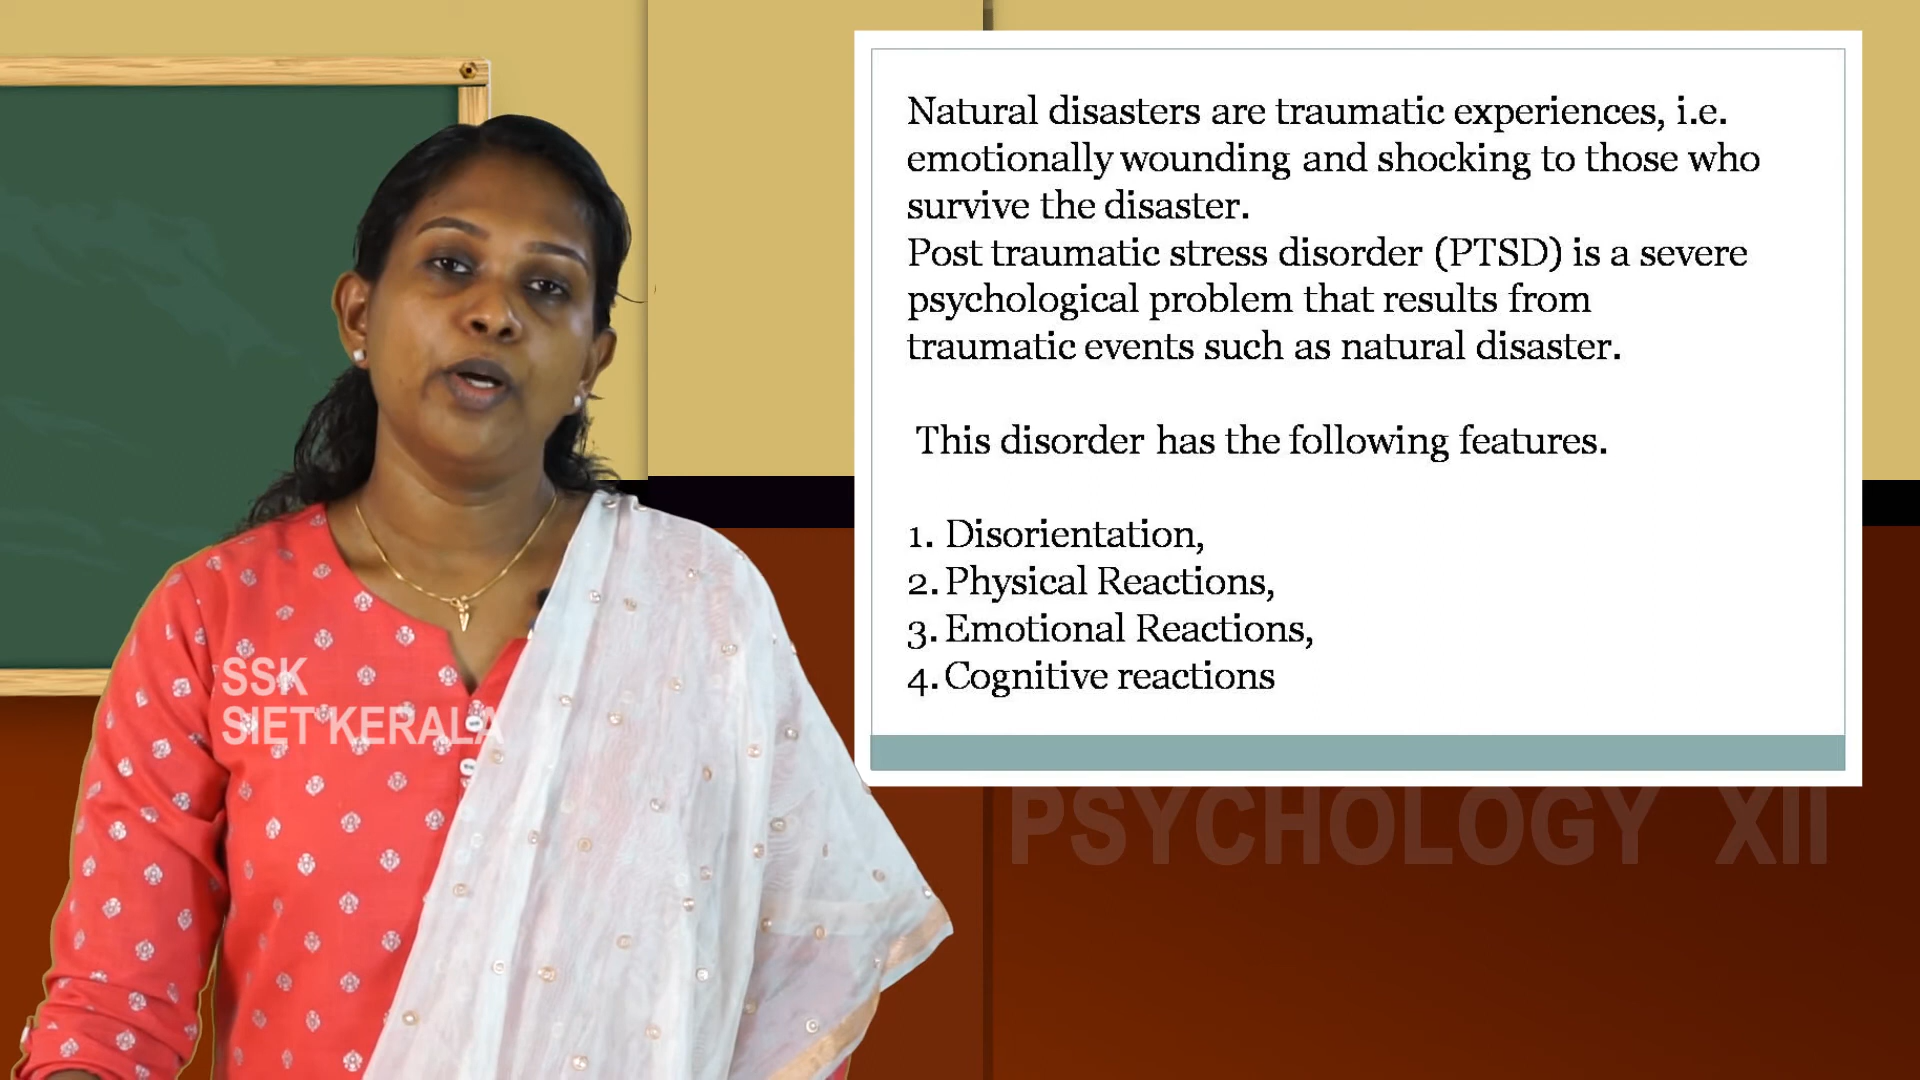 Natural disasters are traumatic experiences, i.e.
emotionally wounding and shocking to those who
survive the disaster.
Post traumatic stress disorder (PTSD) is a severe
psychological problem that results from
traumatic events such as natural disaster.
This disorder has the following features.
1. Disorientation,
2. Physical Reactions,
3. Emotional Reactions,
4. Cognitive reactions
SSK
SIET KERALA
PSYCHOLOGY XII